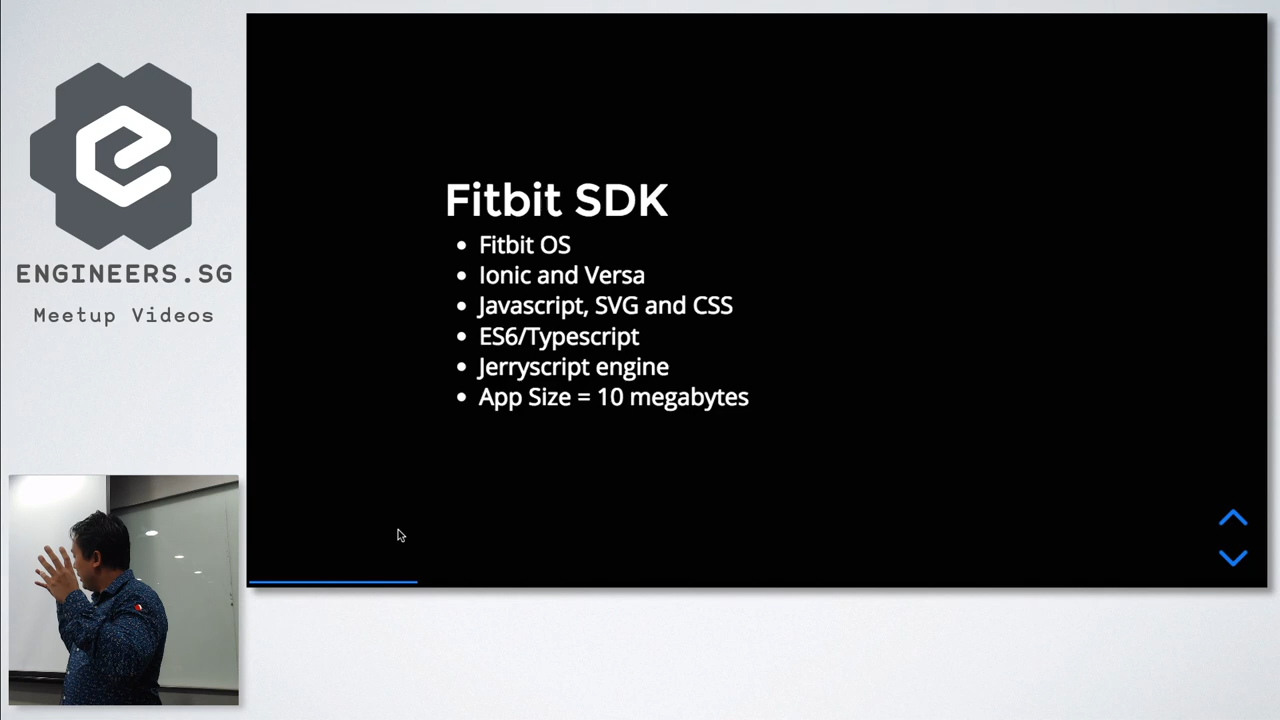 ENGINEERS.SG
Meetup Videos
Fitbit SDK
Fitbit OS
Ionic and Versa
Javascript, SVG and CSS
ES6/Typescript
Jerryscript engine
App Size = 10 megabytes